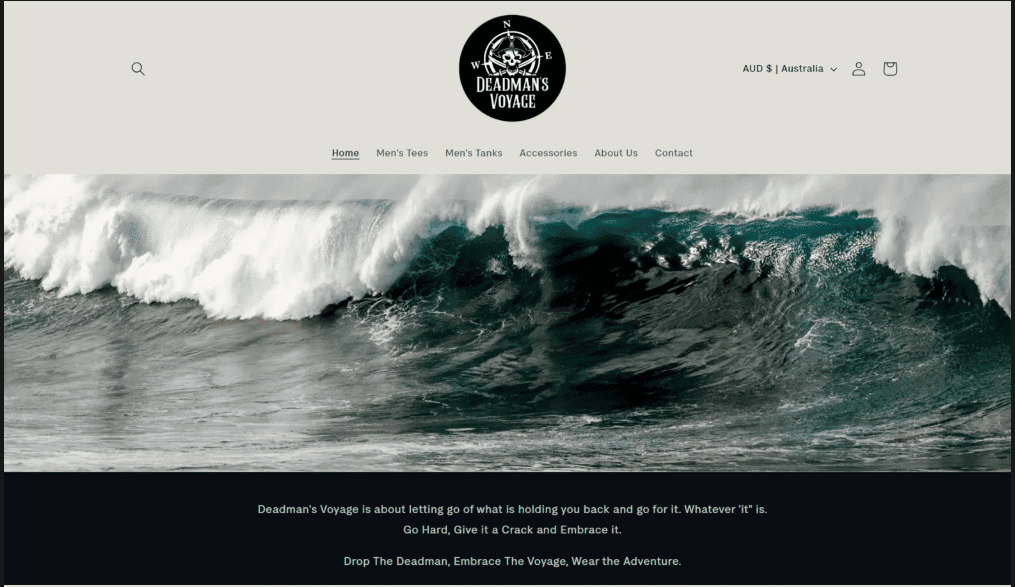 N
W
E
DEADMAN'S
VOYAGE
AUD $ | Australia
Home
Men's Tees
Men's Tanks
Accessories
About Us
Contact
Deadman's Voyage is about letting go of what is holding you back and go for it. Whatever 'it" is.
Go Hard, Give it a Crack and Embrace it.
Drop The Deadman, Embrace The Voyage, Wear the Adventure.